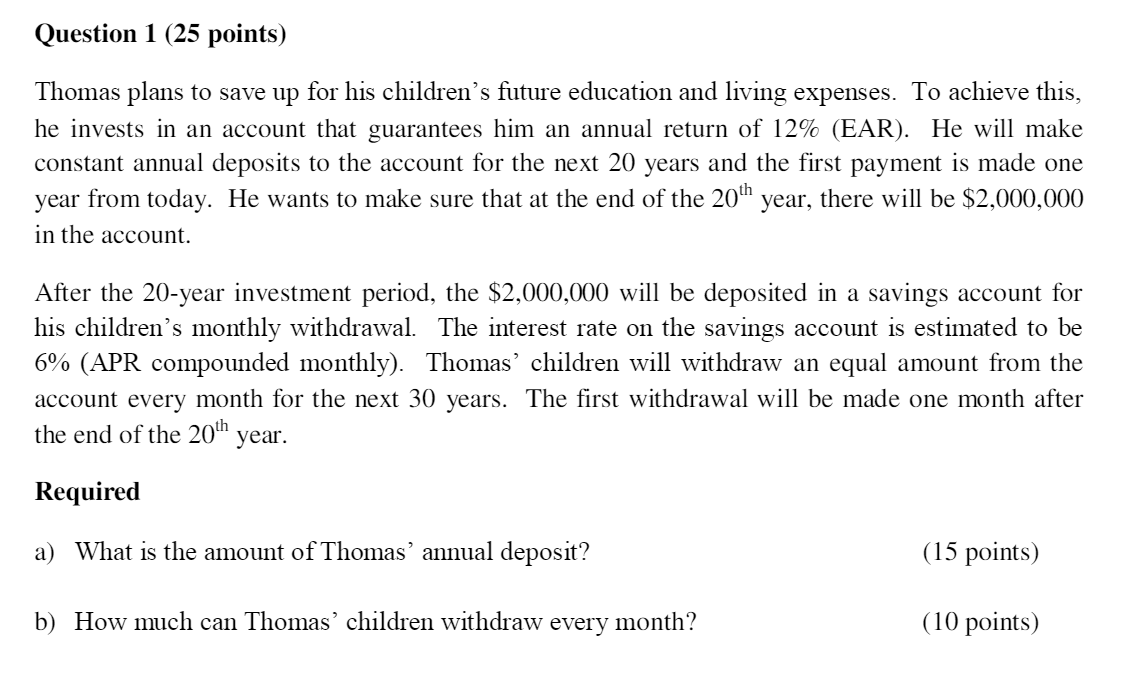 Question 1 (25 points)
Thomas plans to save up for his children’s future education and living expenses. To achieve this,
he invests in an account that guarantees him an annual return of 12% (EAR). He will make
constant annual deposits to the account for the next 20 years and the first payment is made one
year from today. He wants to make sure that at the end of the 20th year, there will be $2,000,000
in the account.
After the 20-year investment period, the $2,000,000 will be deposited in a savings account for
his children’s monthly withdrawal. The interest rate on the savings account is estimated to be
6% (APR compounded monthly). Thomas’ children will withdraw an equal amount from the
account every month for the next 30 years. The first withdrawal will be made one month after
the end of the 20th year.
Required
a) What is the amount of Thomas’ annual deposit? (15 points)
b) How much can Thomas’ children withdraw every month? (10 points)